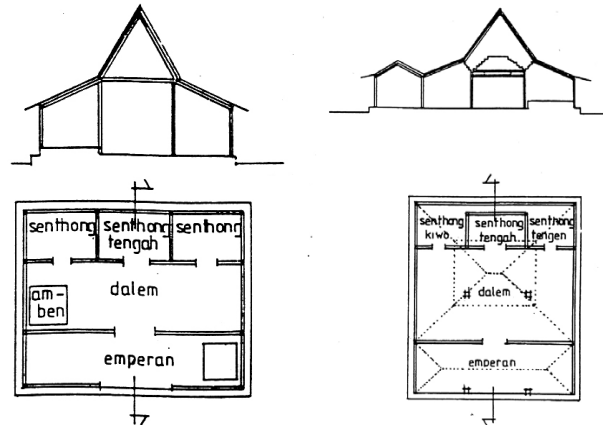 senthong
senthong
tengah
senthong
dalem
am-
ben
emperan
senthong
kiwo
senthong
tengah
senthong
tengen
dalem
emperan